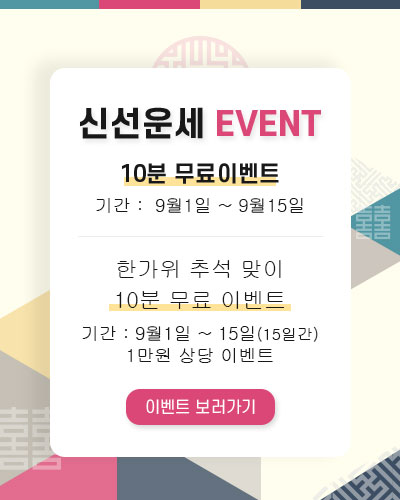 신선운세 EVENT
10분 무료이벤트
기간 : 9월1일 ~ 9월15일
한가위 추석 맞이
10분 무료 이벤트
기간 : 9월1일 ~ 15일(15일간)
1만원 상당 이벤트
이벤트 보러가기